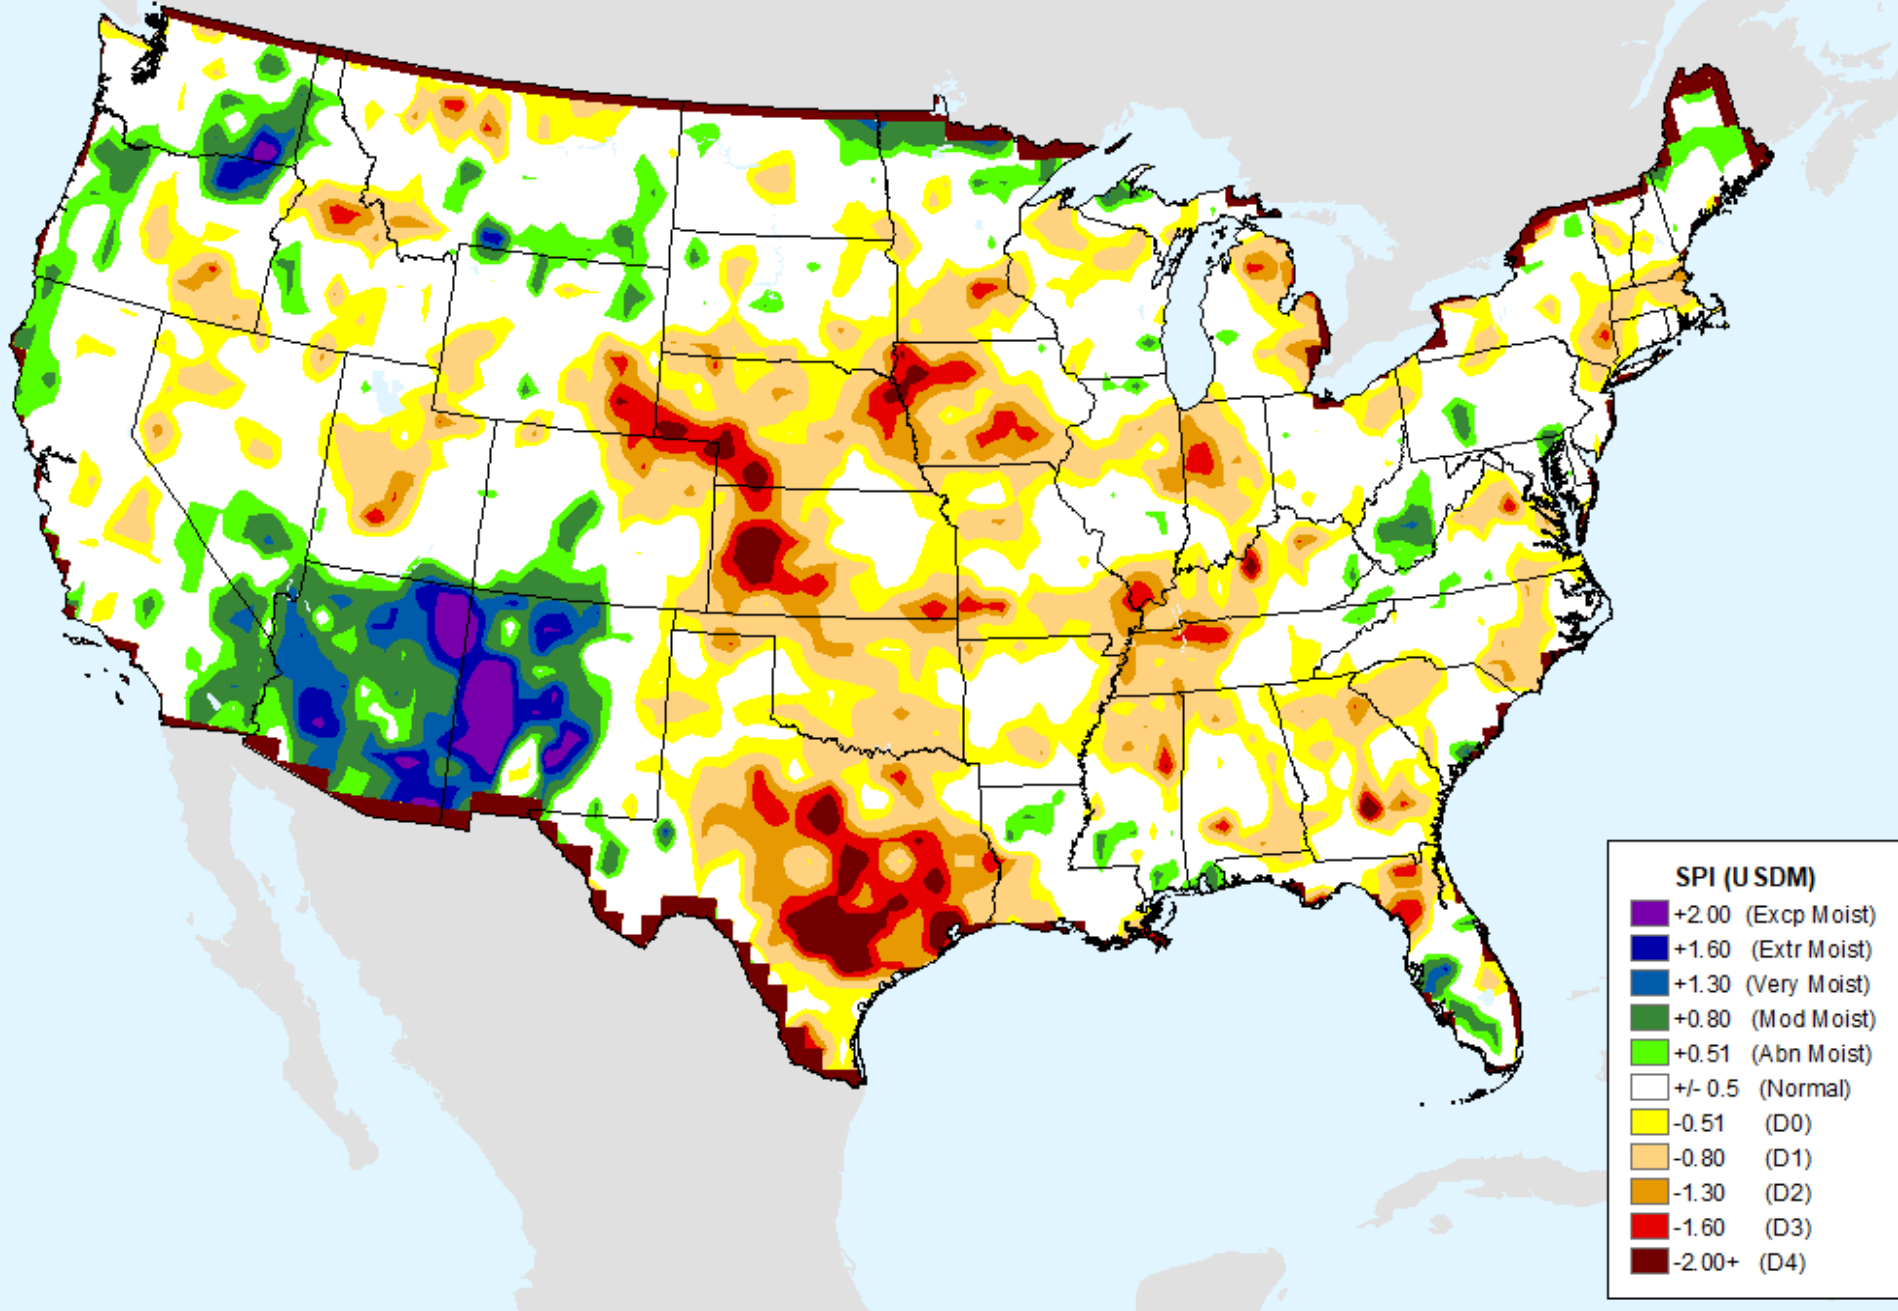 SPI (USDM)
+2.00 (Excp Moist)
+1.60 (Extr Moist)
+1.30 (Very Moist)
+0.80 (Mod Moist)
+0.51 (Abn Moist)
+/- 0.5 (Normal)
-0.51 (D0)
-0.80 (D1)
-1.30 (D2)
-1.60 (D3)
-2.00+ (D4)